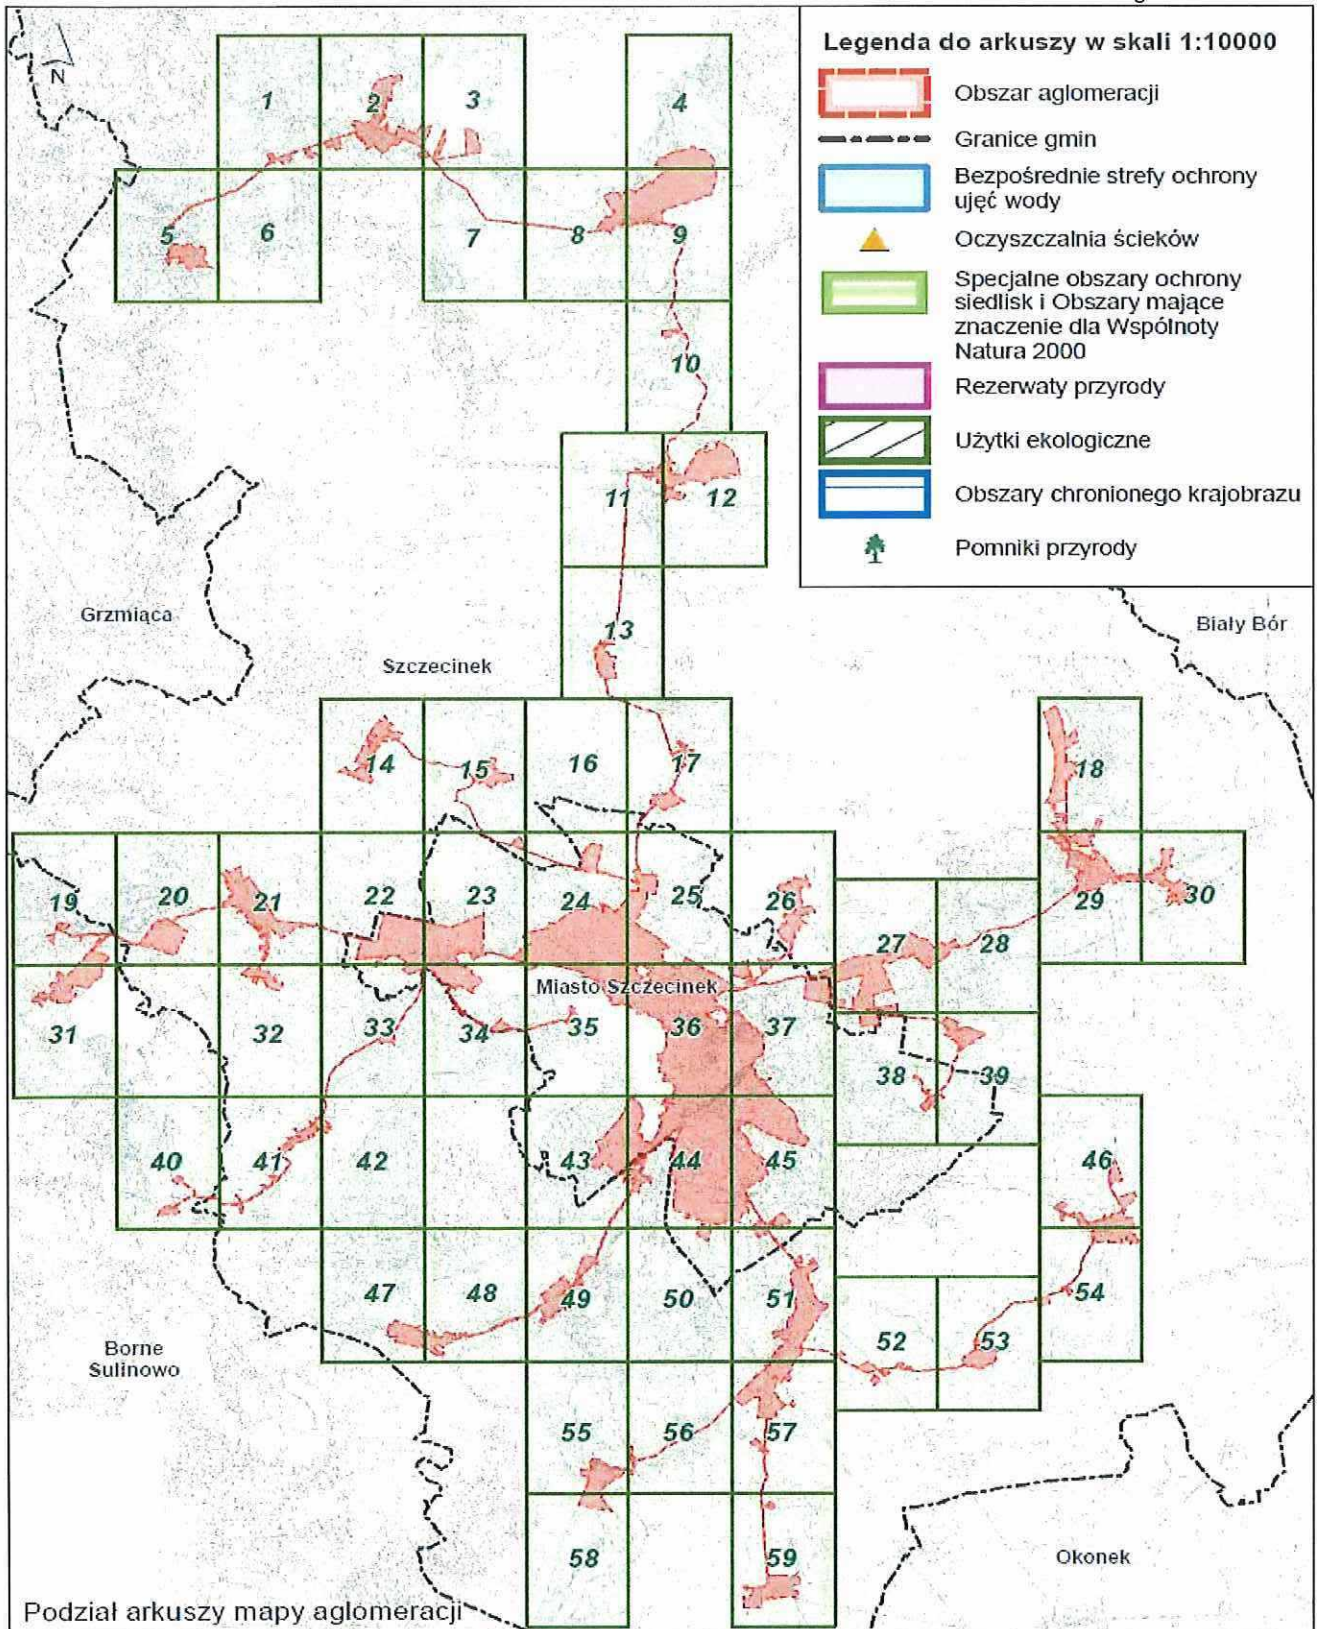 N
Legenda do arkuszy w skali 1:10000
Obszar aglomeracji
Granice gmin
Bezpośrednie strefy ochrony
ujęć wody
Oczyszczalnia ścieków
Specjalne obszary ochrony
siedlisk i Obszary mające
znaczenie dla Wspólnoty
Natura 2000
Rezerwaty przyrody
Użytki ekologiczne
Obszary chronionego krajobrazu
Pomniki przyrody
1
2
3
4
5
6
7
8
9
10
11
12
13
Grzmiąca
Szczecinek
Biały Bór
14
15
16
17
18
19
20
21
22
23
24
25
26
27
28
29
30
Miasto Szczecinek
31
32
33
34
35
36
37
38
39
40
41
42
43
44
45
46
47
48
49
50
51
52
53
54
Borne
Sulinowo
55
56
57
58
59
Okonek
Podział arkuszy mapy aglomeracji